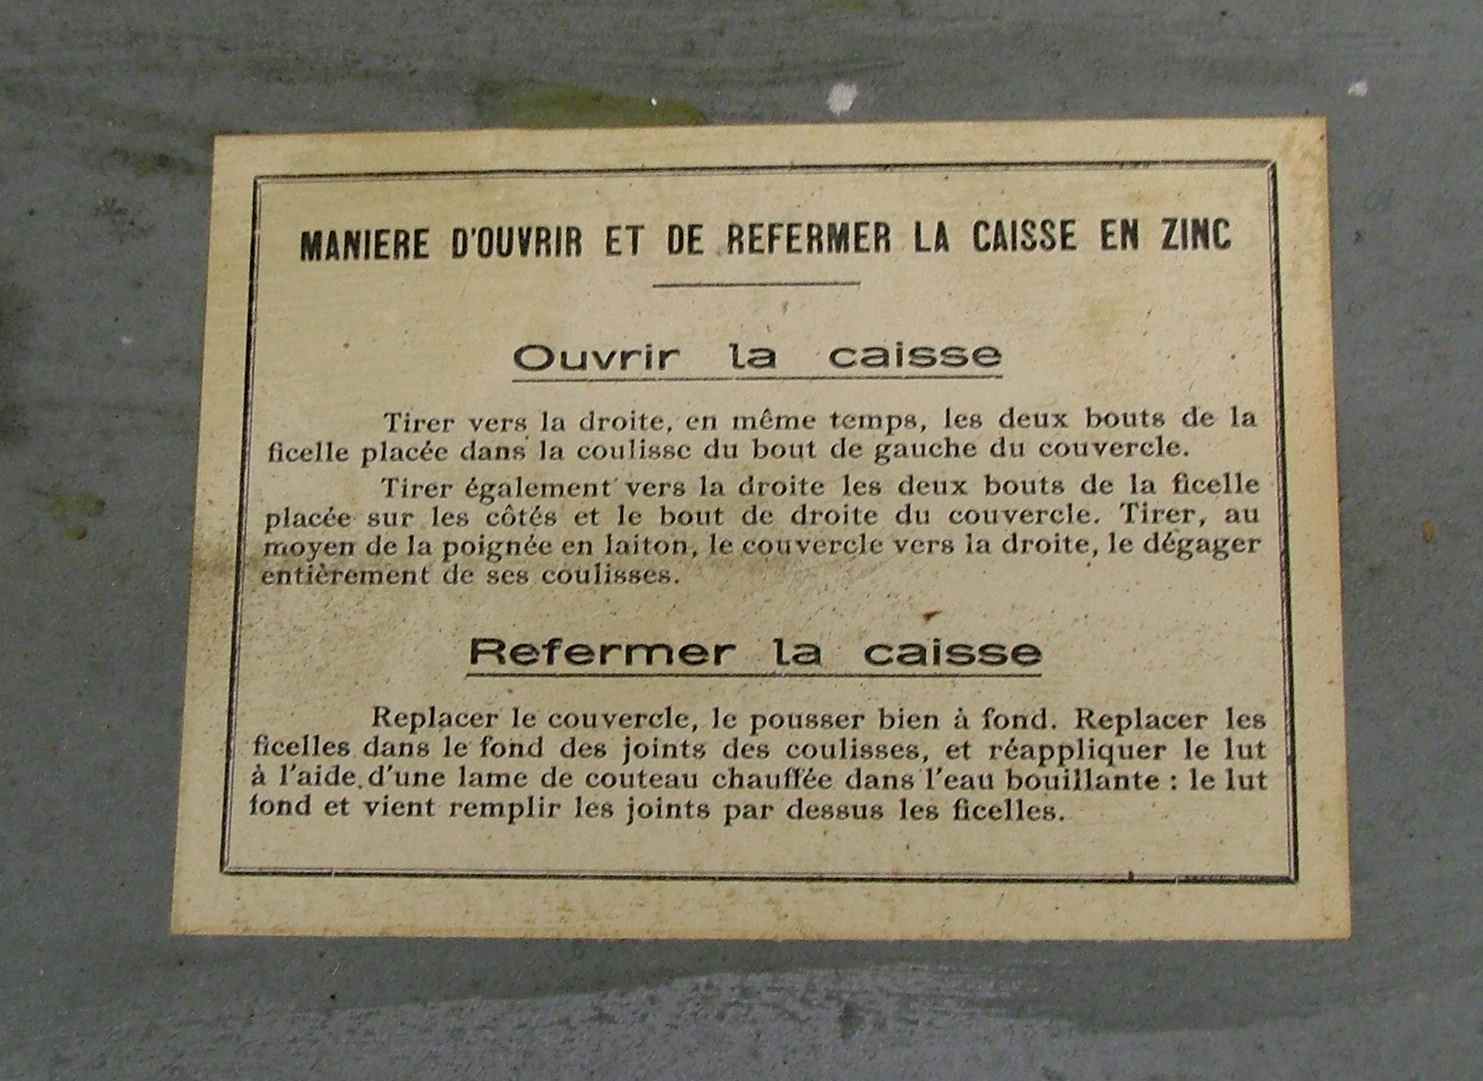 MANIERE D'OUVRIR ET DE REFERMER LA CAISSE EN ZINC
Ouvrir la caisse
Tirer vers la droite, en même temps, les deux bouts de la
ficelle placée dans la coulisse du bout de gauche du couvercle.
Tirer également vers la droite les deux bouts de la ficelle
placée sur les côtés et le bout de droite du couvercle. Tirer, au
moyen de la poignée en laiton, le couvercle vers la droite, le dégager
entièrement de ses coulisses.
Refermer la caisse
Replacer le couvercle, le pousser bien à fond. Replacer les
ficelles dans le fond des joints des coulisses, et réappliquer le lut
à l'aide d'une lame de couteau chauffée dans l'eau bouillante : le lut
fond et vient remplir les joints par dessus les ficelles.